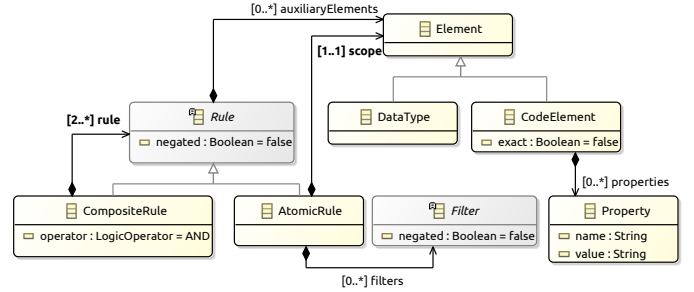 [0..*] auxiliaryElements
Element
[1..1] scope
Rule
negated : Boolean = false
[2..*] rule
DataType
CodeElement
exact : Boolean = false
[0..*] properties
CompositeRule
operator : LogicOperator = AND
AtomicRule
Filter
negated : Boolean = false
Property
name : String
value : String
[0..*] filters